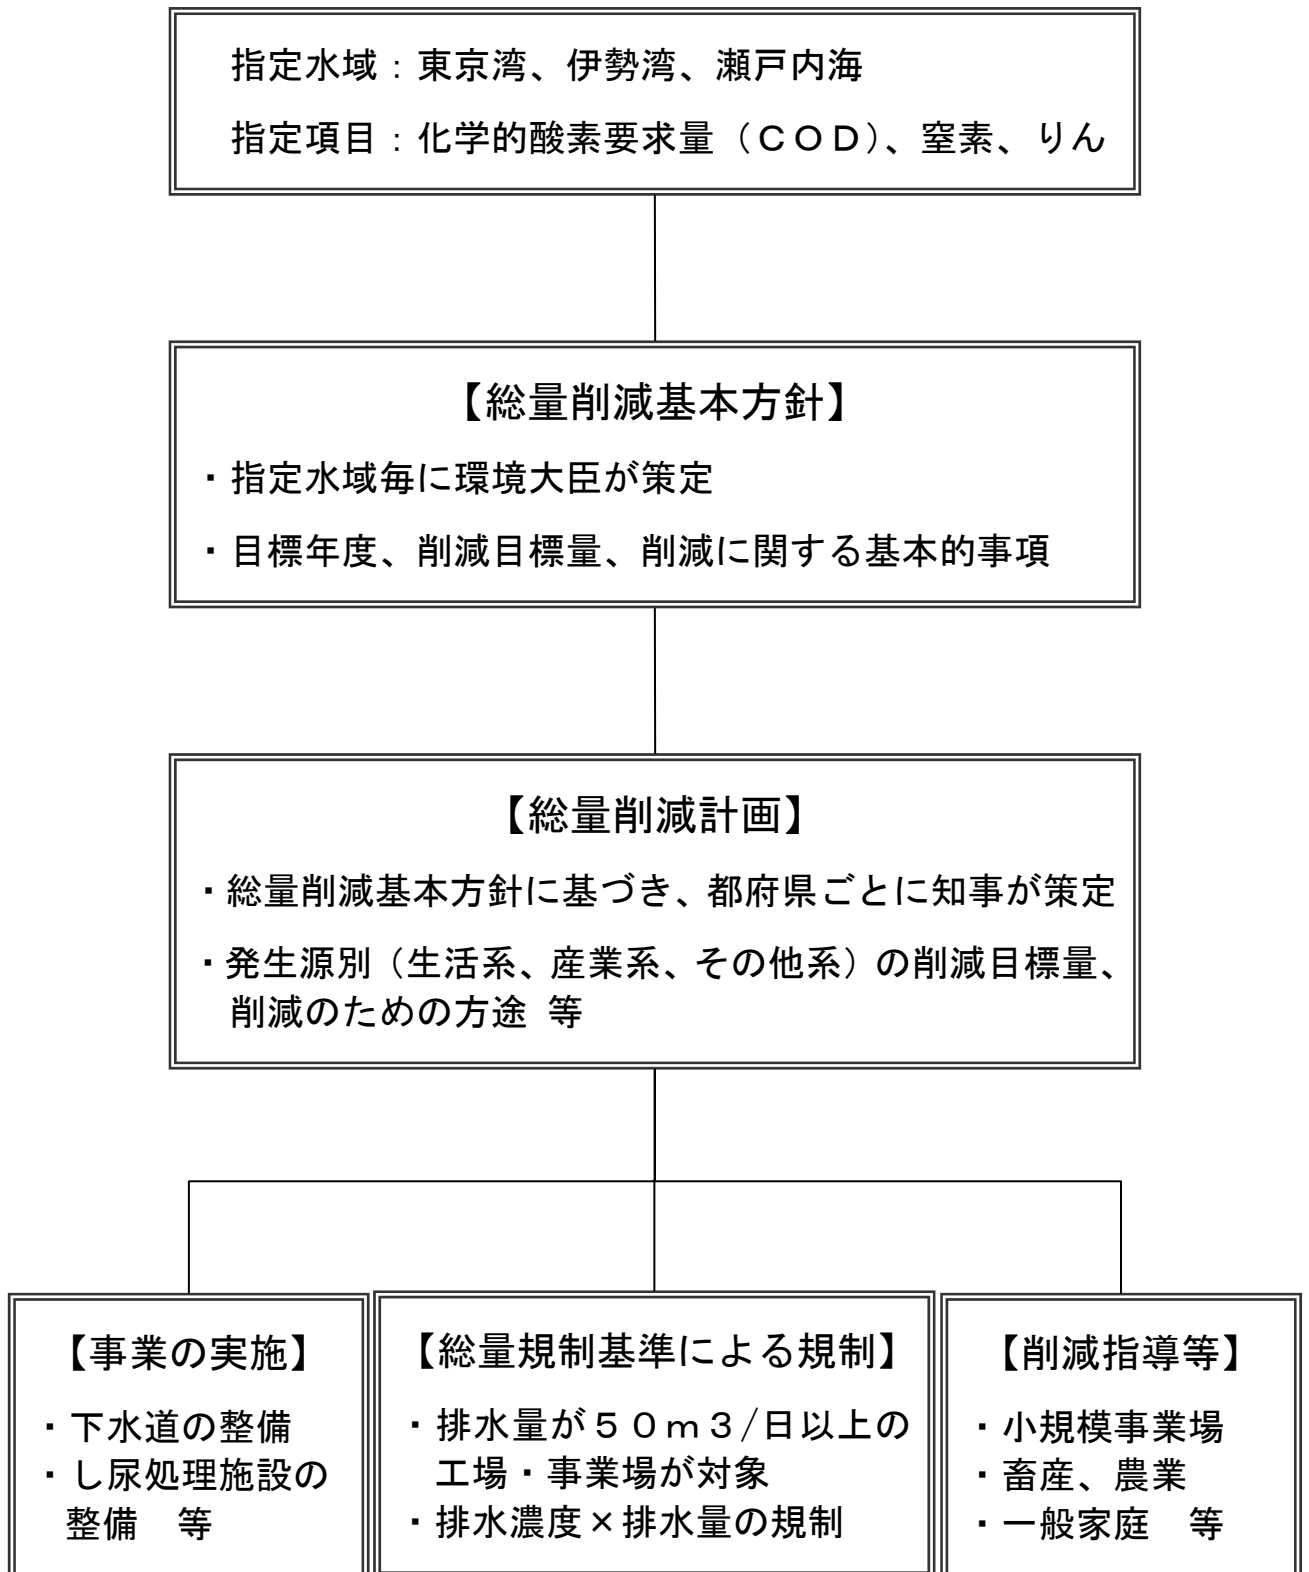 指定水域：東京湾、伊勢湾、瀬戸内海
指定項目：化学的酸素要求量（ＣＯＤ）、窒素、りん
【総量削減基本方針】
・指定水域毎に環境大臣が策定
・目標年度、削減目標量、削減に関する基本的事項
【総量削減計画】
・総量削減基本方針に基づき、都府県ごとに知事が策定
・発生源別（生活系、産業系、その他系）の削減目標量、
削減のための方途 等
【事業の実施】
・下水道の整備
・し尿処理施設の
整備　等
【総量規制基準による規制】
・排水量が５０ｍ３/日以上の
工場・事業場が対象
・排水濃度×排水量の規制
【削減指導等】
・小規模事業場
・畜産、農業
・一般家庭　等